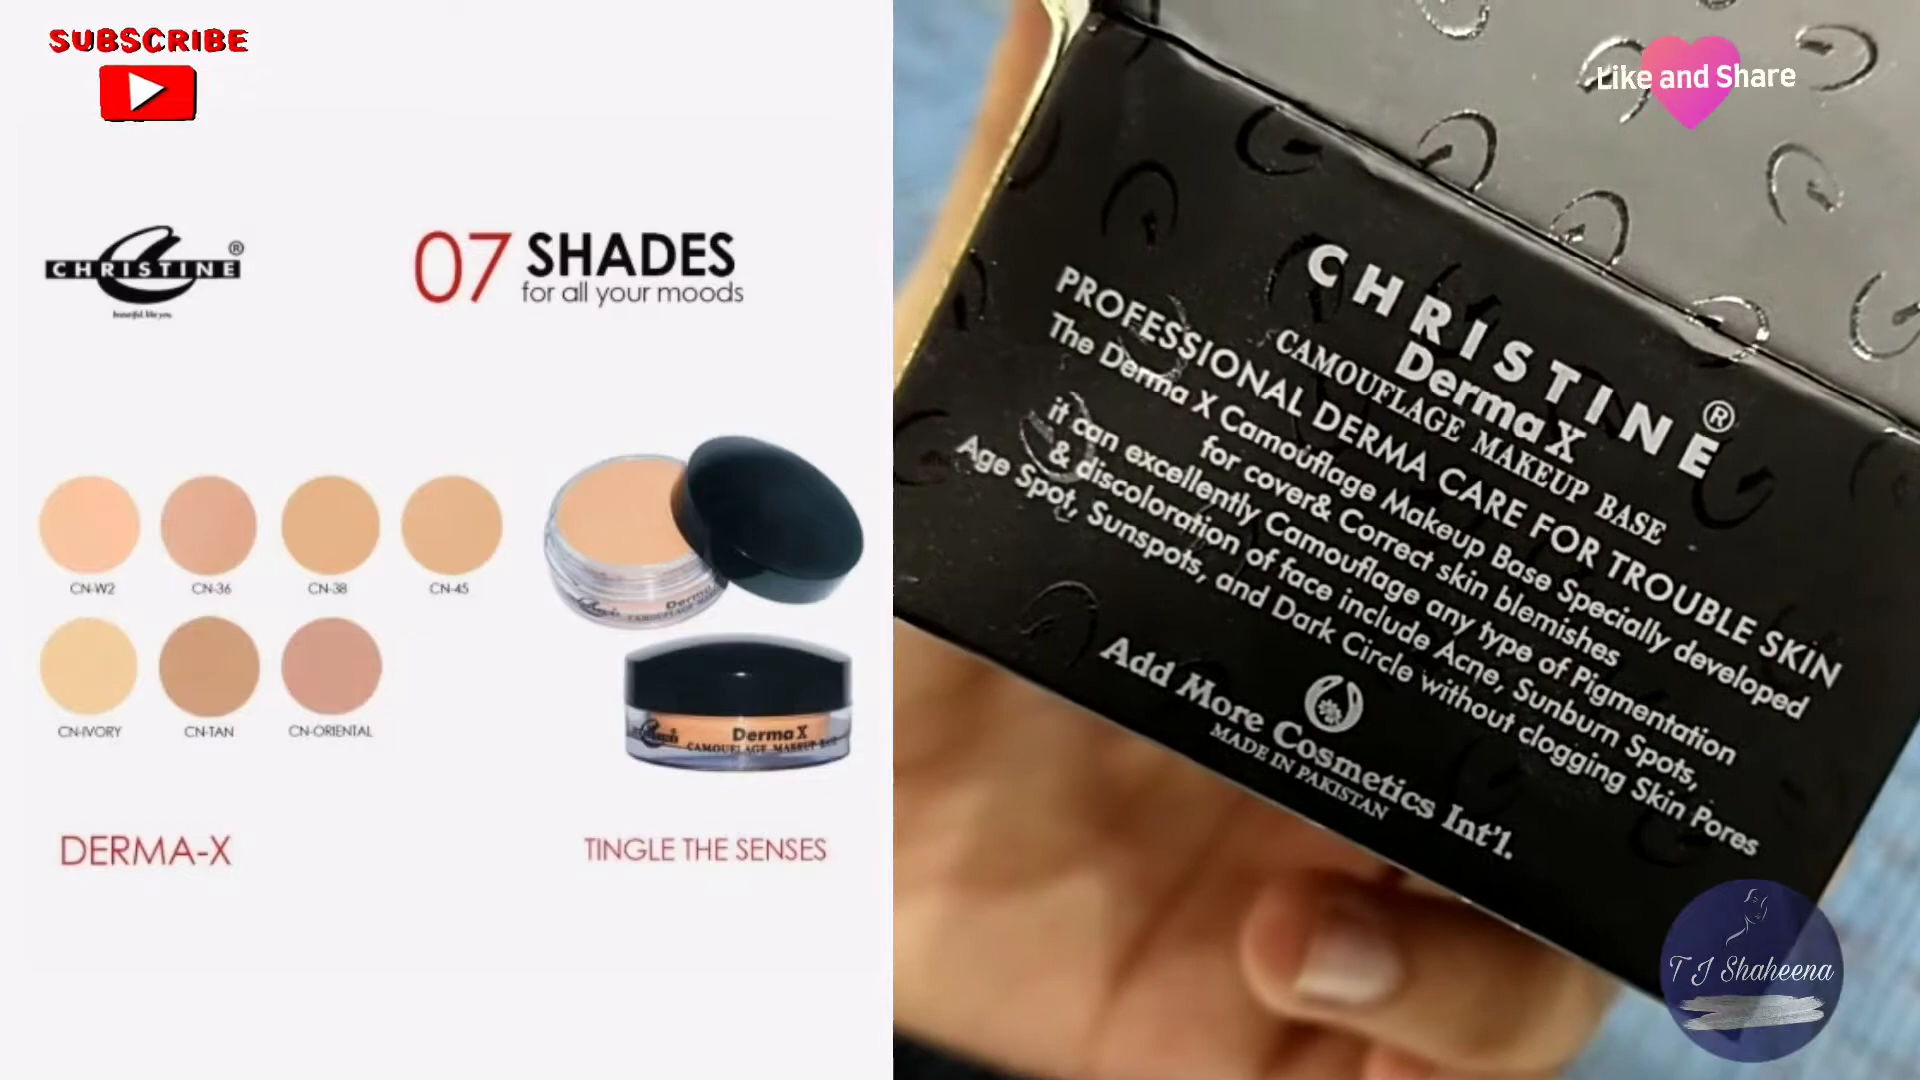 SUBSCRIBE
CHRISTINE®
beautiful. like you.
07 SHADES
for all your moods
CN-W2
CN-36
CN-38
CN-45
CN-IVORY
CN-TAN
CN-ORIENTAL
Derma X
CAMOUFLAGE MAKEUP BASE
DERMA-X
TINGLE THE SENSES
Like and Share
CHRISTINE®
Derma X
CAMOUFLAGE MAKEUP BASE
PROFESSIONAL DERMA CARE FOR TROUBLE SKIN
The Derma X Camouflage Makeup Base Specially developed
for cover& Correct skin blemishes
it can excellently Camouflage any type of Pigmentation
& discoloration of face include Acne, Sunburn Spots,
Age Spot, Sunspots, and Dark Circle without clogging Skin Pores
Add More Cosmetics Int'l.
MADE IN PAKISTAN
T J Shaheena